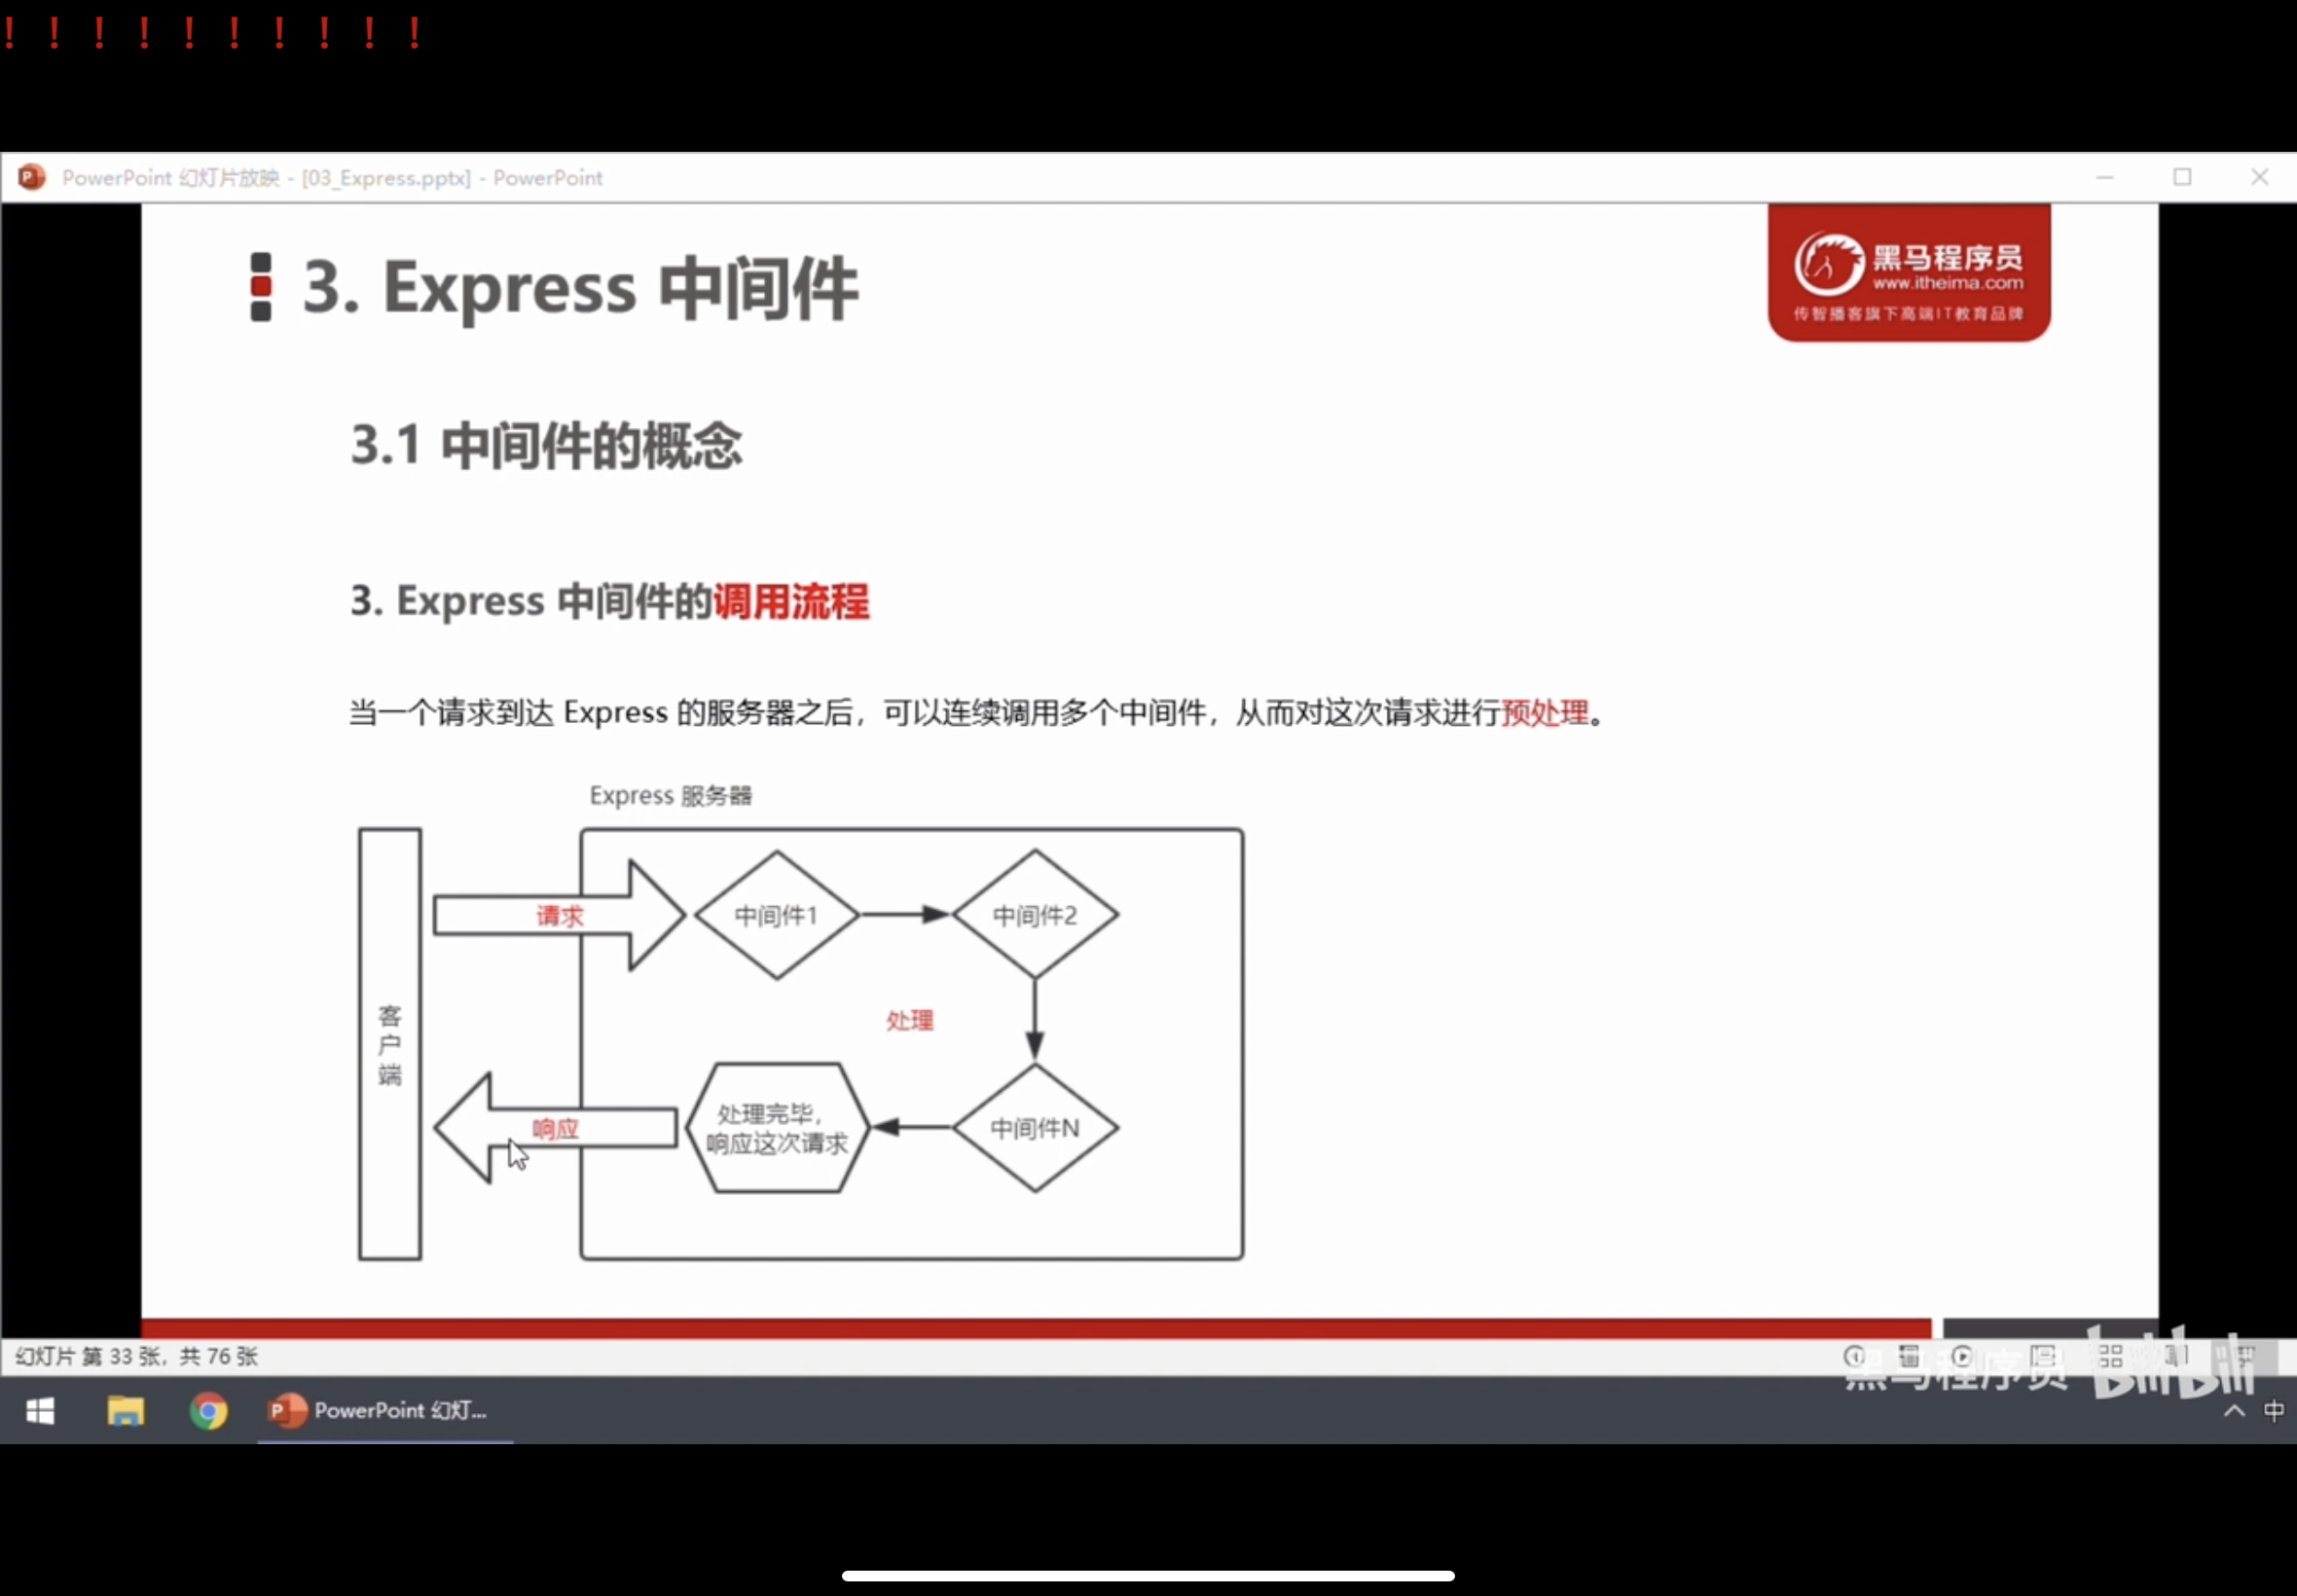 ！！！！！！！！！！
PowerPoint 幻灯片放映 - [03_Express.pptx] - PowerPoint
3. Express 中间件
黑马程序员
www.itheima.com
传智播客旗下高端IT教育品牌
3.1 中间件的概念
3. Express 中间件的调用流程
当一个请求到达 Express 的服务器之后，可以连续调用多个中间件，从而对这次请求进行预处理。
Express 服务器
请求
中间件1
中间件2
客户端
处理
响应
处理完毕，
响应这次请求
中间件N
幻灯片 第 33 张，共 76 张
黑马程序员
bilibili
PowerPoint 幻灯...
中